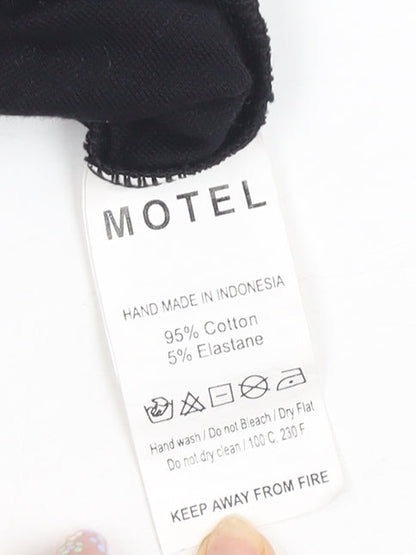 MOTEL
HAND MADE IN INDONESIA
95% Cotton
5% Elastane
Hand wash / Do not Bleach / Dry Flat
Do not dry clean / 100 C, 230 F
KEEP AWAY FROM FIRE